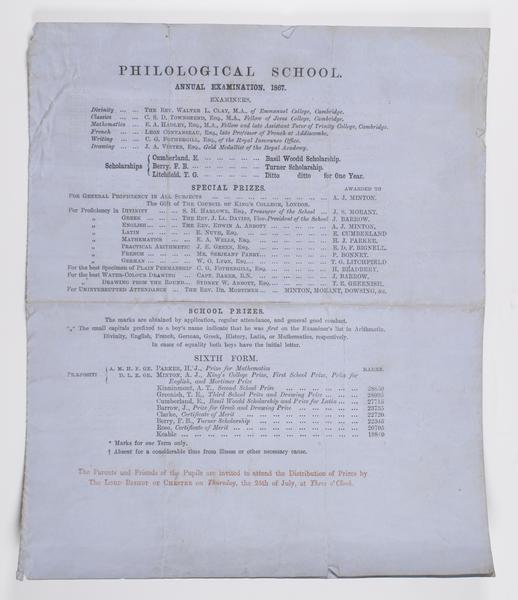 PHILOLOGICAL SCHOOL.
ANNUAL EXAMINATION, 1867.
EXAMINERS.
Divinity ... ... THE REV. WALTER L. CLAY, M.A., of Emmanuel College, Cambridge.
Classics ... ... C. S. D. TOWNSHEND, ESQ., M.A., Fellow of Jesus College, Cambridge.
Mathematics ... E. A. HADLEY, ESQ., M.A., Fellow and late Assistant Tutor of Trinity College, Cambridge.
French ... ... LEON CONTANSEAU, ESQ., late Professor of French at Addiscombe.
Writing ... ... C. G. FOTHERGILL, ESQ., of the Royal Insurance Office.
Drawing ... ... J. A. VINTER, ESQ., Gold Medallist of the Royal Academy.
Scholarships { Cumberland, E. ... ... ... ... ... Basil Woodd Scholarship.
Berry, F. B. ... ... ... ... ... Turner Scholarship.
Litchfield, T. G. ... ... ... ... Ditto ditto for One Year.
SPECIAL PRIZES.
AWARDED TO
FOR GENERAL PROFICIENCY IN ALL SUBJECTS ... ... ... ... A. J. MINTON.
The Gift of THE COUNCIL OF KING'S COLLEGE, LONDON.
For Proficiency in DIVINITY ... ... S. H. HARLOWE, ESQ., Treasurer of the School ... J. S. MORANT.
" GREEK ... ... THE REV. J. LL. DAVIES, Vice-President of the School J. BARROW.
" ENGLISH ... ... THE REV. EDWIN A. ABBOTT ... ... ... A. J. MINTON.
" LATIN ... ... E. NUTH, ESQ. ... ... ... E. CUMBERLAND
" MATHEMATICS ... E. A. WELLS, ESQ. ... ... ... H. J. PARKER.
" PRACTICAL ARITHMETIC J. E. GREEN, ESQ. ... ... ... E. D. P. BIGNELL.
" FRENCH ... ... MR. SERJEANT PARRY... ... ... P. BONNET.
" GERMAN ... ... W. O. LYON, ESQ. ... ... ... T. G. LITCHFIELD
For the best Specimen of PLAIN PENMANSHIP C. G. FOTHERGILL, ESQ. ... ... H. BRADBERY.
For the best WATER-COLOUR DRAWING ... CAPT. BAKER, R.N. ... ... ... J. BARROW.
" DRAWING FROM THE ROUND... SYDNEY W. ABBOTT, ESQ. ... ... T. E. GREENISH.
For UNINTERRUPTED ATTENDANCE ... THE REV. DR. MORTIMER ... ... MINTON, MORANT, DOWSING, &c.
SCHOOL PRIZES.
The marks are obtained by application, regular attendance, and general good conduct.
The small capitals prefixed to a boy's name indicate that he was first on the Examiner's list in Arithmetic,
Divinity, English, French, German, Greek, History, Latin, or Mathematics, respectively.
In cases of equality both boys have the initial letter.
SIXTH FORM.
MARKS.
PRÆPOSITI { A. M. H. F. GE. PARKER, H. J., Prize for Mathematics
D. L. E. GR. MINTON, A. J., King's College Prize, First School Prize, Prize for
English, and Mortimer Prize
Kinninmont, A. T., Second School Prize ... ... ... ... 28850
Greenish, T. E., Third School Prize and Drawing Prize ... ... 28095
Cumberland, E., Basil Woodd Scholarship and Prize for Latin ... ... 27715
Barrow, J., Prize for Greek and Drawing Prize ... ... ... 23755
Clarke, Certificate of Merit ... ... ... ... ... 22720
Berry, F. B., Turner Scholarship ... ... ... ... 22345
Rose, Certificate of Merit ... ... ... ... ... 20705
Keable ... ... ... ... ... ... ... 19840
* Marks for one Term only.
† Absent for a considerable time from illness or other necessary cause.
The Parents and Friends of the Pupils are invited to attend the Distribution of Prizes by
The LORD BISHOP OF CHESTER on Thursday, the 25th of July, at Three o'Clock.